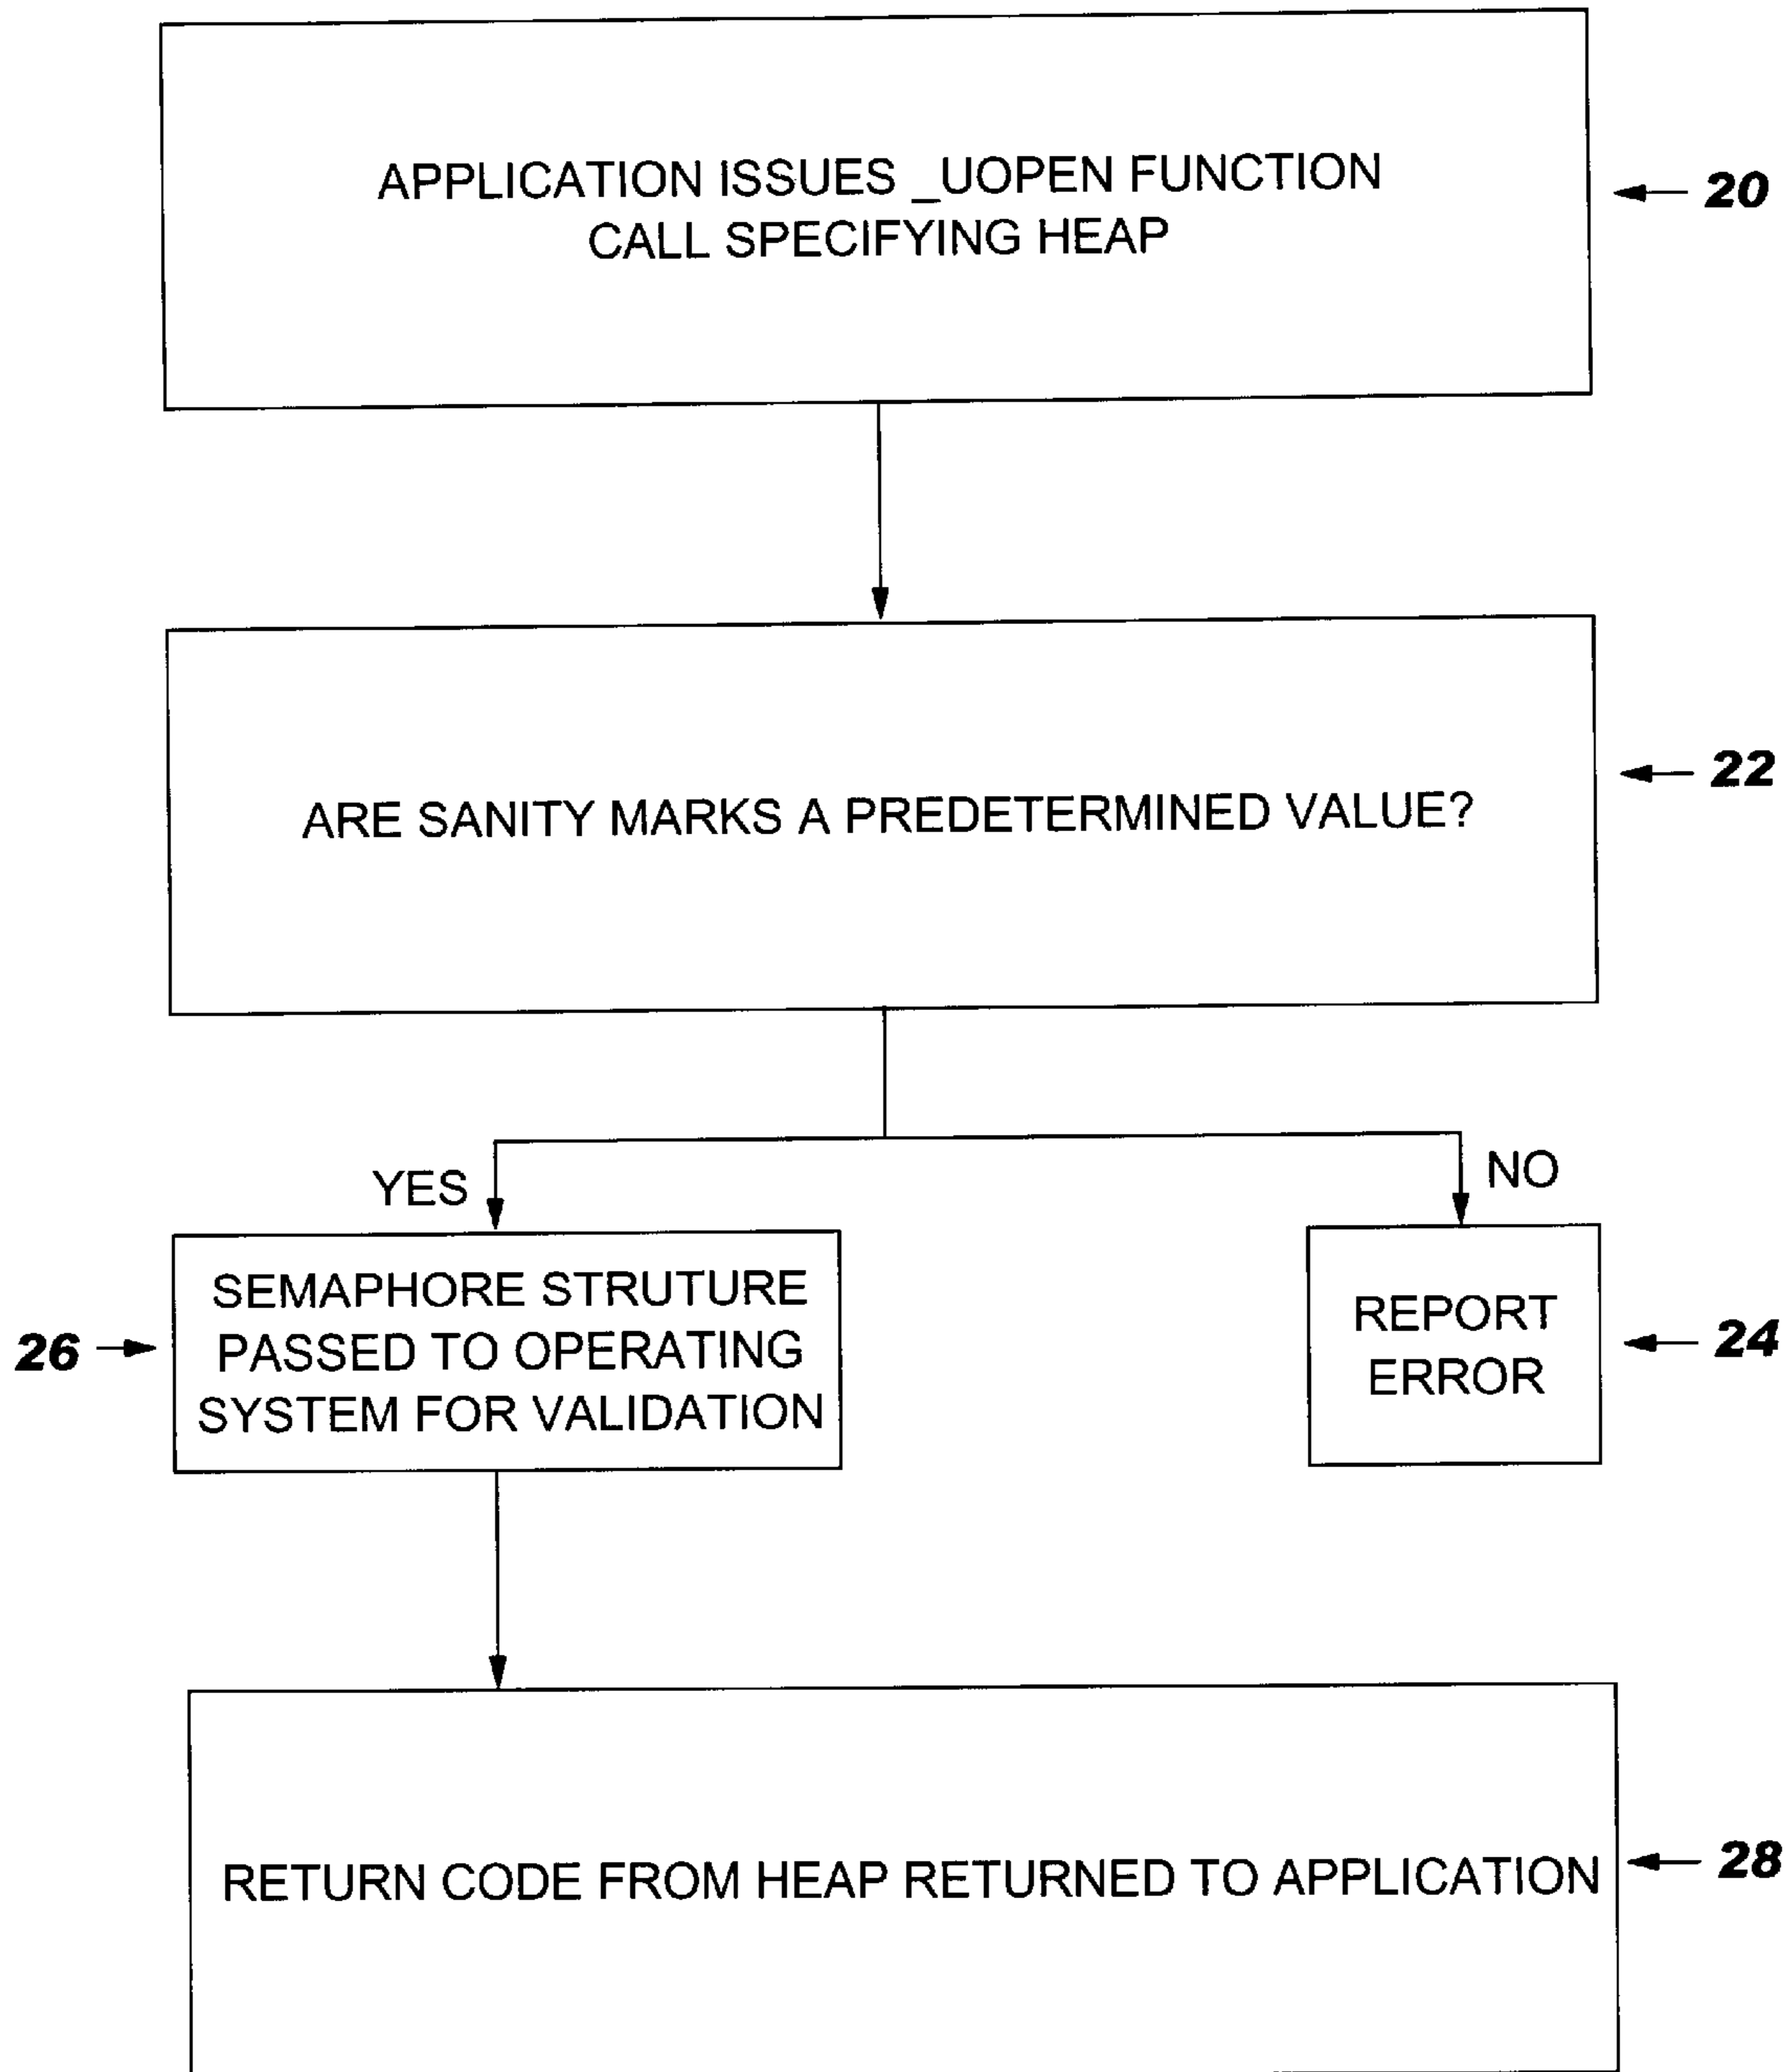 APPLICATION ISSUES _UOPEN FUNCTION
CALL SPECIFYING HEAP
20
ARE SANITY MARKS A PREDETERMINED VALUE?
22
YES
NO
SEMAPHORE STRUTURE
PASSED TO OPERATING
SYSTEM FOR VALIDATION
26
REPORT
ERROR
24
RETURN CODE FROM HEAP RETURNED TO APPLICATION
28